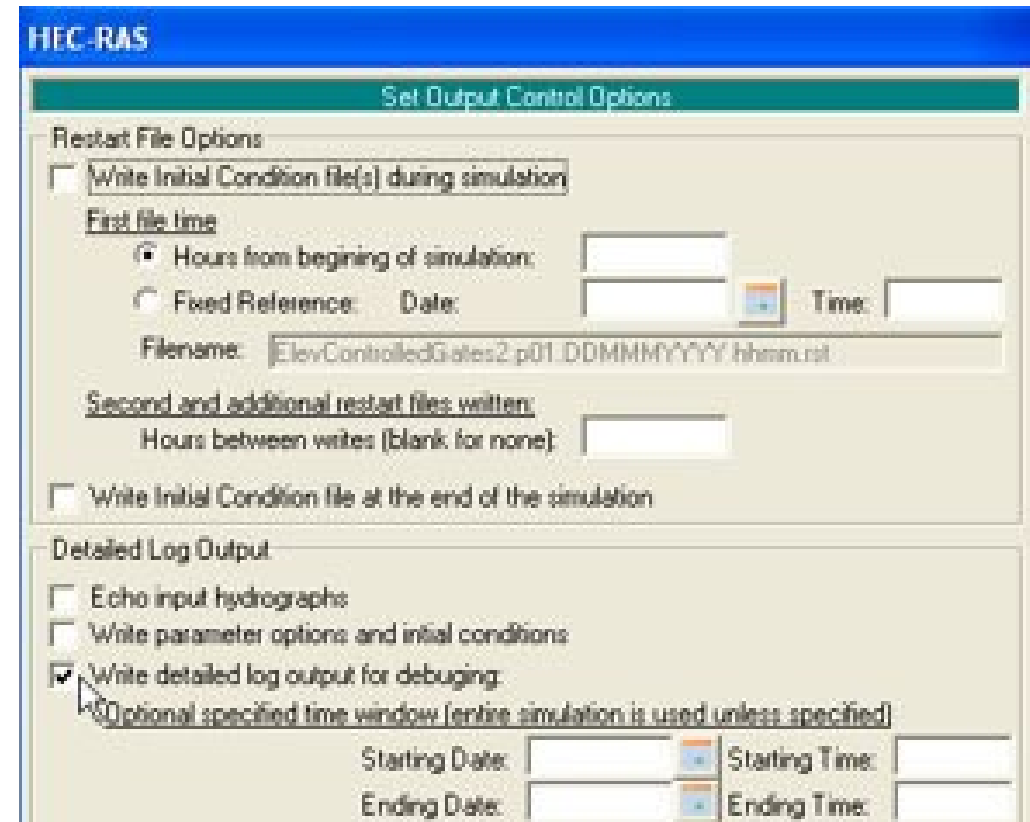 HEC-RAS
Set Output Control Options
Restart File Options
Write Initial Condition file(s) during simulation
First file time
Hours from begining of simulation:
Fixed Reference: Date: Time:
Filename: ElevControlledGates2.p01.DDMMMYYYY.hhmm.rst
Second and additional restart files written:
Hours between writes (blank for none):
Write Initial Condition file at the end of the simulation
Detailed Log Output
Echo input hydrographs
Write parameter options and intial conditions
Write detailed log output for debuging:
Optional specified time window (entire simulation is used unless specified)
Starting Date: Starting Time:
Ending Date: Ending Time: